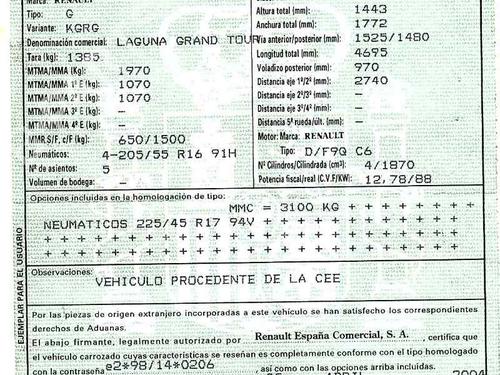 Marca: RENAULT
Tipo: G
Variante: KGRG
Denominación comercial: LAGUNA GRAND TOUR
Tara (kg): 1385
MTMA/MMA (Kg): 1970
MTMA/MMA 1º E (kg): 1070
MTMA/MMA 2º E (kg): 1070
MTMA/MMA 3º E (kg): –
MTMA/MMA 4º E (kg): –
MMR S/F, c/F (kg): 650/1500
Neumáticos: 4-205/55 R16 91H
Nº de asientos: 5
Volumen de bodega: –
Altura total (mm): 1443
Anchura total (mm): 1772
Vía anterior/posterior (mm): 1525/1480
Longitud total (mm): 4695
Voladizo posterior (mm): 970
Distancia eje 1º/2º (mm): 2740
Distancia eje 2º/3º (mm): –
Distancia eje 3º/4º (mm): –
Distancia 5ª rueda/últ. (mm): –
Motor: Marca: RENAULT
Tipo: D/F9Q C6
Nº Cilindros/Cilindrada (cm³): 4/1870
Potencia fiscal/real (C.V.F/KW): 12,78/88
Opciones incluidas en la homologación de tipo:
MMC = 3100 KG + + + + + + + +
NEUMATICOS 225/45 R17 94V + + + + + + + + + + +
+ + + + + + + + + + + + + + + + + + + + + + +
+ + + + + + + + + + + + + + + + + + + + + + +
Observaciones:
VEHICULO PROCEDENTE DE LA CEE
EJEMPLAR PARA EL USUARIO
Por las piezas de origen extranjero incorporadas a este vehículo se han satisfecho los correspondientes
derechos de Aduanas.
El abajo firmante, legalmente autorizado por Renault España Comercial, S. A. , certifica que
el vehículo carrozado cuyas características se reseñan es completamente conforme con el tipo homologado
con la contraseña e2*98/14*0206 , así como con las opciones arriba incluidas.
ABRIL 2004